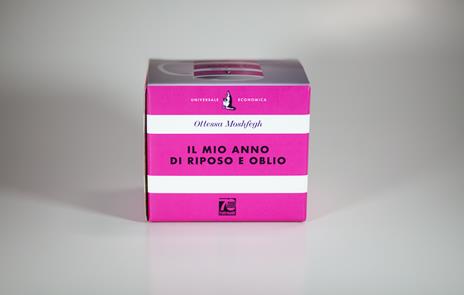 UNIVERSALE ECONOMICA
Ottessa Moshfegh
IL MIO ANNO
DI RIPOSO E OBLIO